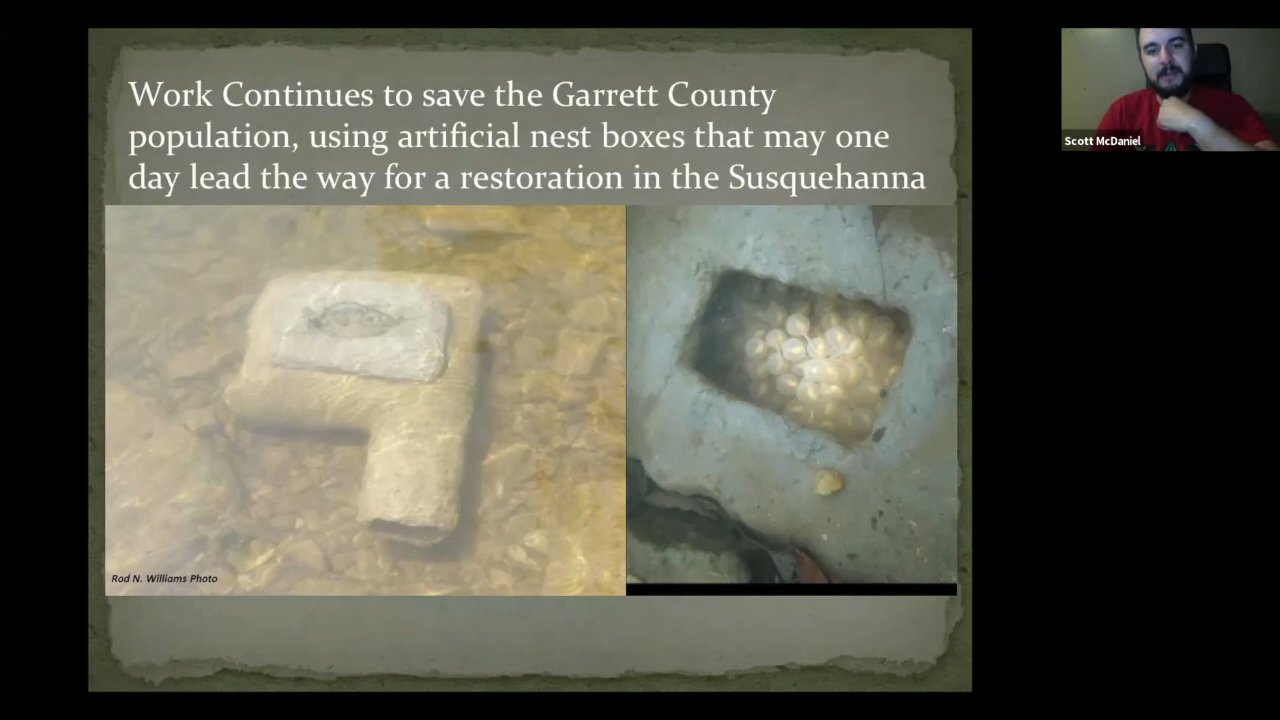 Work Continues to save the Garrett County
population, using artificial nest boxes that may one
day lead the way for a restoration in the Susquehanna
Rod N. Williams Photo
Scott McDaniel